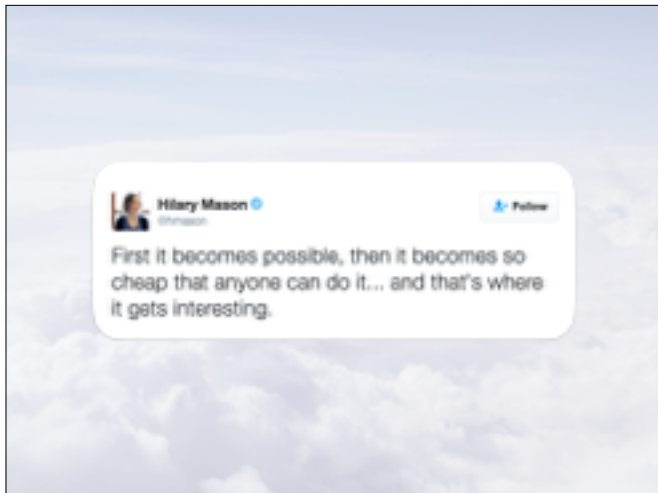 Hilary Mason
@hmason
Follow
First it becomes possible, then it becomes so
cheap that anyone can do it... and that's where
it gets interesting.